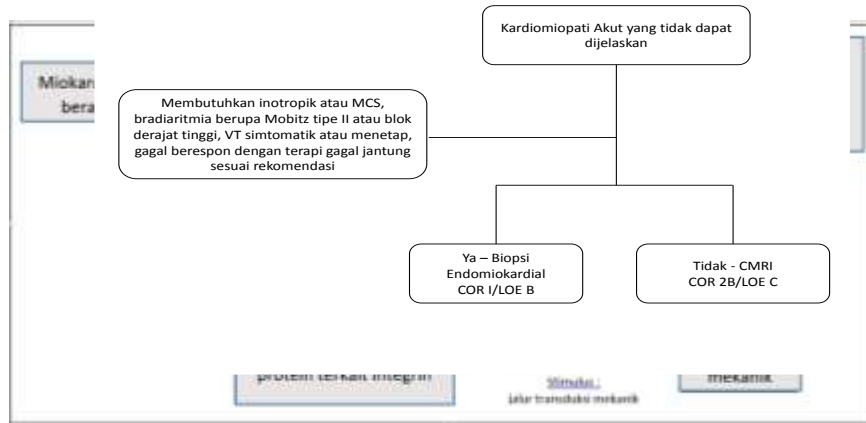 Kardiomiopati Akut yang tidak dapat
dijelaskan
Membutuhkan inotropik atau MCS,
bradiaritmia berupa Mobitz tipe II atau blok
derajat tinggi, VT simtomatik atau menetap,
gagal berespon dengan terapi gagal jantung
sesuai rekomendasi
Ya – Biopsi
Endomiokardial
COR I/LOE B
Tidak - CMRI
COR 2B/LOE C
protein terkait integrin
Stimulus :
jalur transduksi mekanik
mekanik